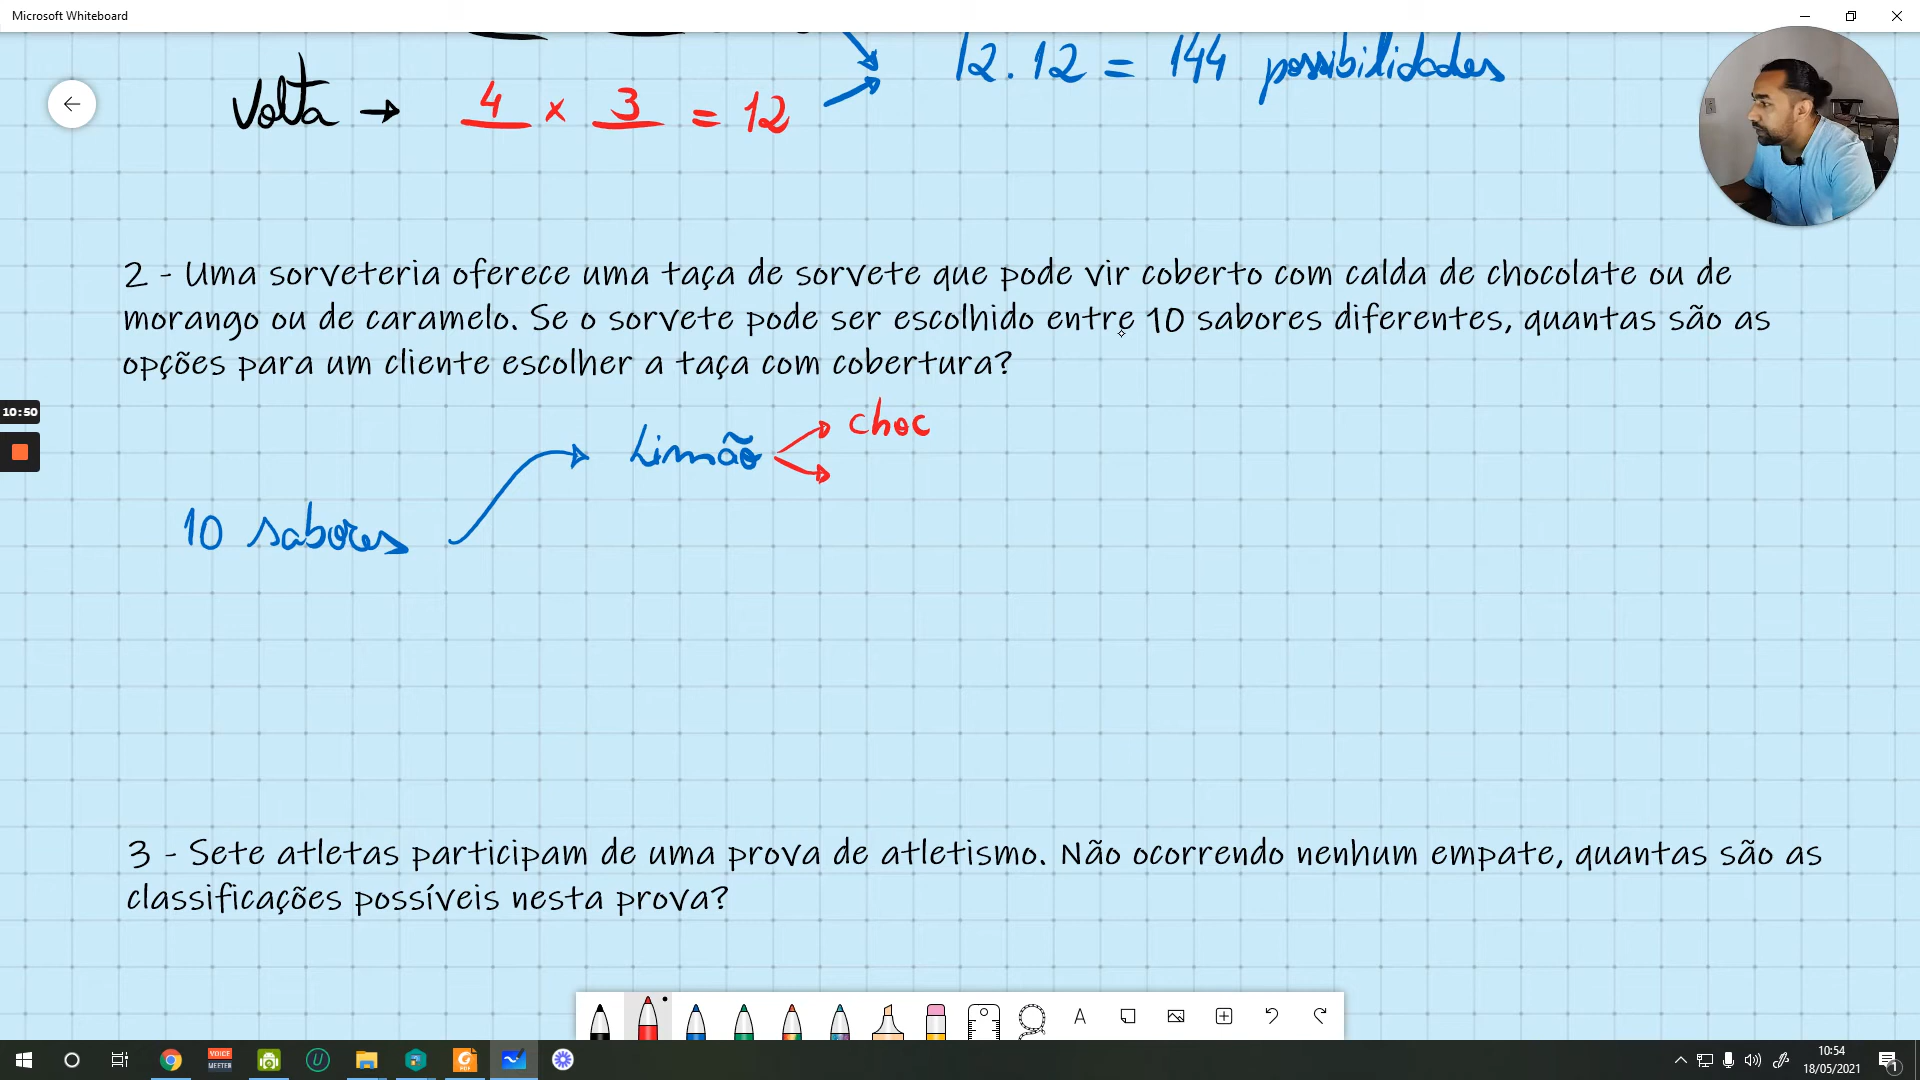 Microsoft Whiteboard
12 . 12 = 144 possibilidades
Volta → 4 x 3 = 12
2 - Uma sorveteria oferece uma taça de sorvete que pode vir coberto com calda de chocolate ou de
morango ou de caramelo. Se o sorvete pode ser escolhido entre 10 sabores diferentes, quantas são as
opções para um cliente escolher a taça com cobertura?
10:50
choc
Limão
10 sabores
3 - Sete atletas participam de uma prova de atletismo. Não ocorrendo nenhum empate, quantas são as
classificações possíveis nesta prova?
A
VOICE
MEETER
10:54
18/05/2021
1